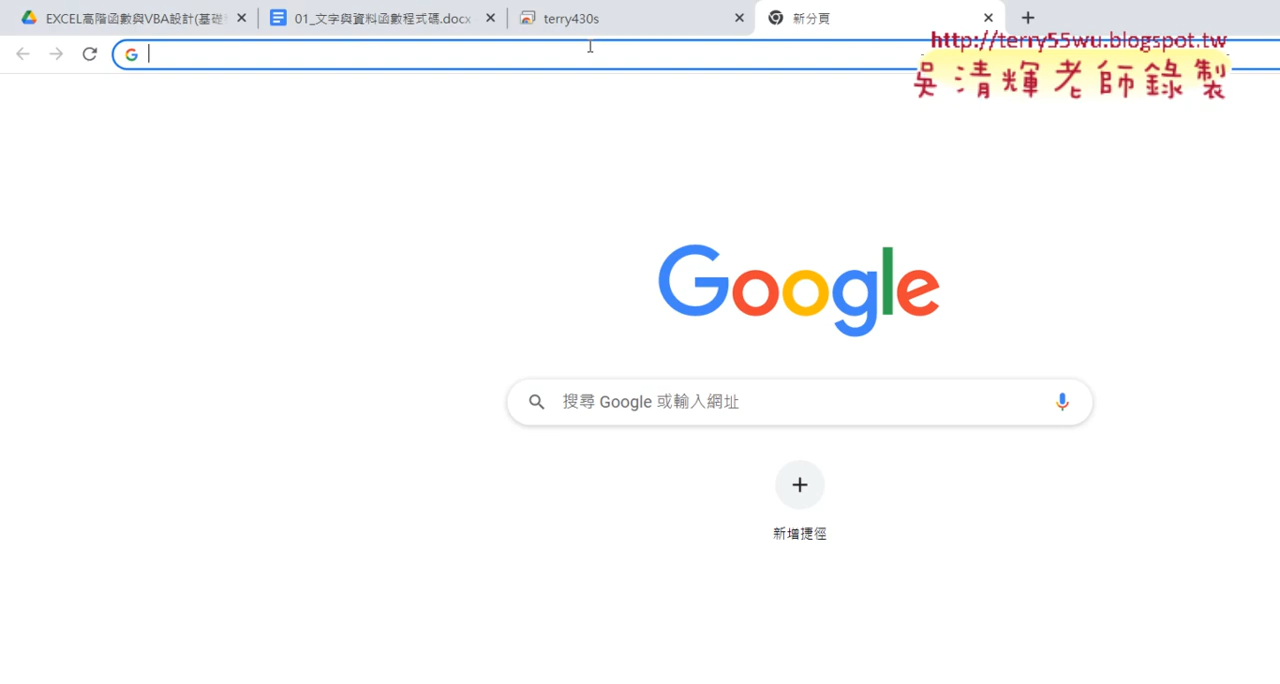 EXCEL高階函數與VBA設計(基礎
01_文字與資料函數程式碼.docx
terry430s
新分頁
http://terry55wu.blogspot.tw
吳清輝老師錄製
Google
搜尋 Google 或輸入網址
新增捷徑